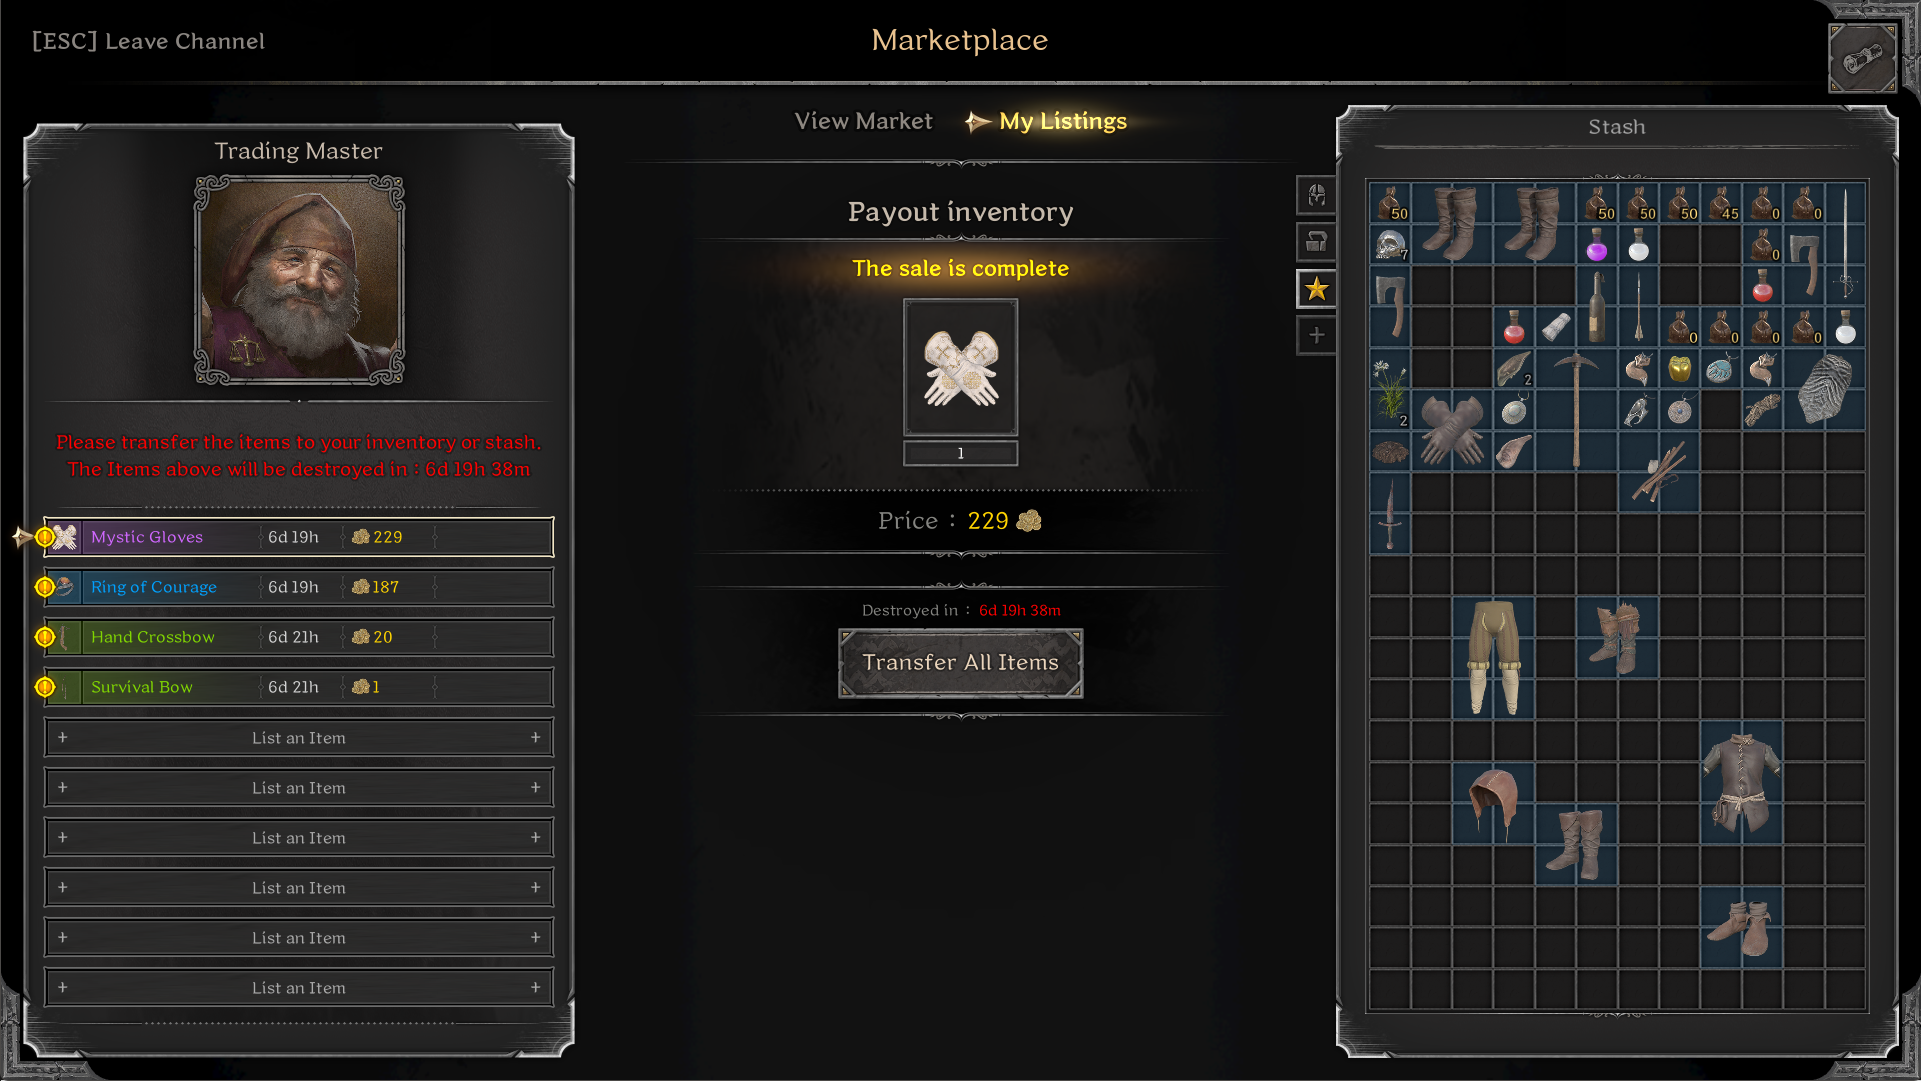 [ESC] Leave Channel
Marketplace
View Market
My Listings
Trading Master
Please transfer the items to your inventory or stash.
The Items above will be destroyed in : 6d 19h 38m
Mystic Gloves 6d 19h 229
Ring of Courage 6d 19h 187
Hand Crossbow 6d 21h 20
Survival Bow 6d 21h 1
+ List an Item +
+ List an Item +
+ List an Item +
+ List an Item +
+ List an Item +
+ List an Item +
Payout inventory
The sale is complete
1
Price : 229
Destroyed in : 6d 19h 38m
Transfer All Items
Stash
50 50 50 50 45 0 0
7 0
0 0 0 0
2
2